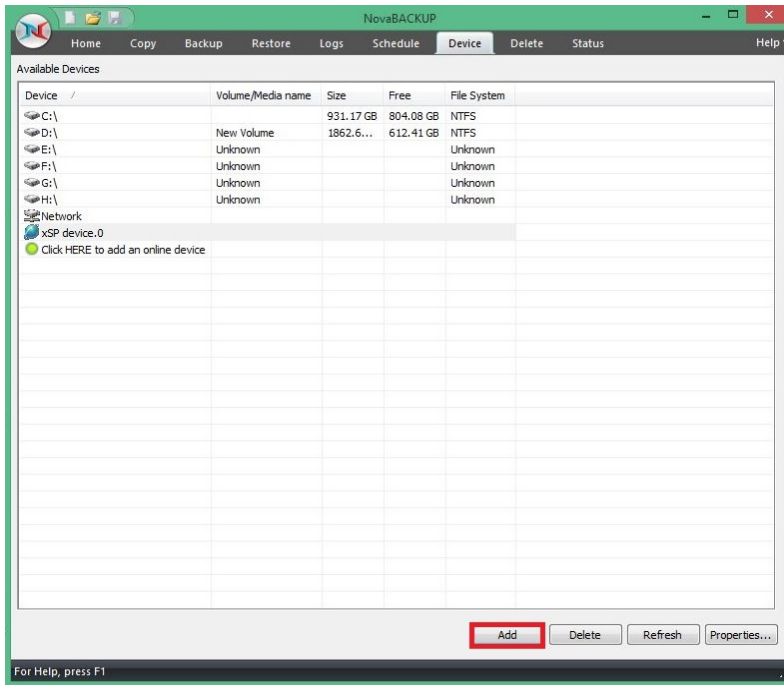 NovaBACKUP
Home Copy Backup Restore Logs Schedule Device Delete Status Help
Available Devices
Device / Volume/Media name Size Free File System
C:\ 931.17 GB 804.08 GB NTFS
D:\ New Volume 1862.6... 612.41 GB NTFS
E:\ Unknown Unknown
F:\ Unknown Unknown
G:\ Unknown Unknown
H:\ Unknown Unknown
Network
xSP device.0
Click HERE to add an online device
Add Delete Refresh Properties...
For Help, press F1